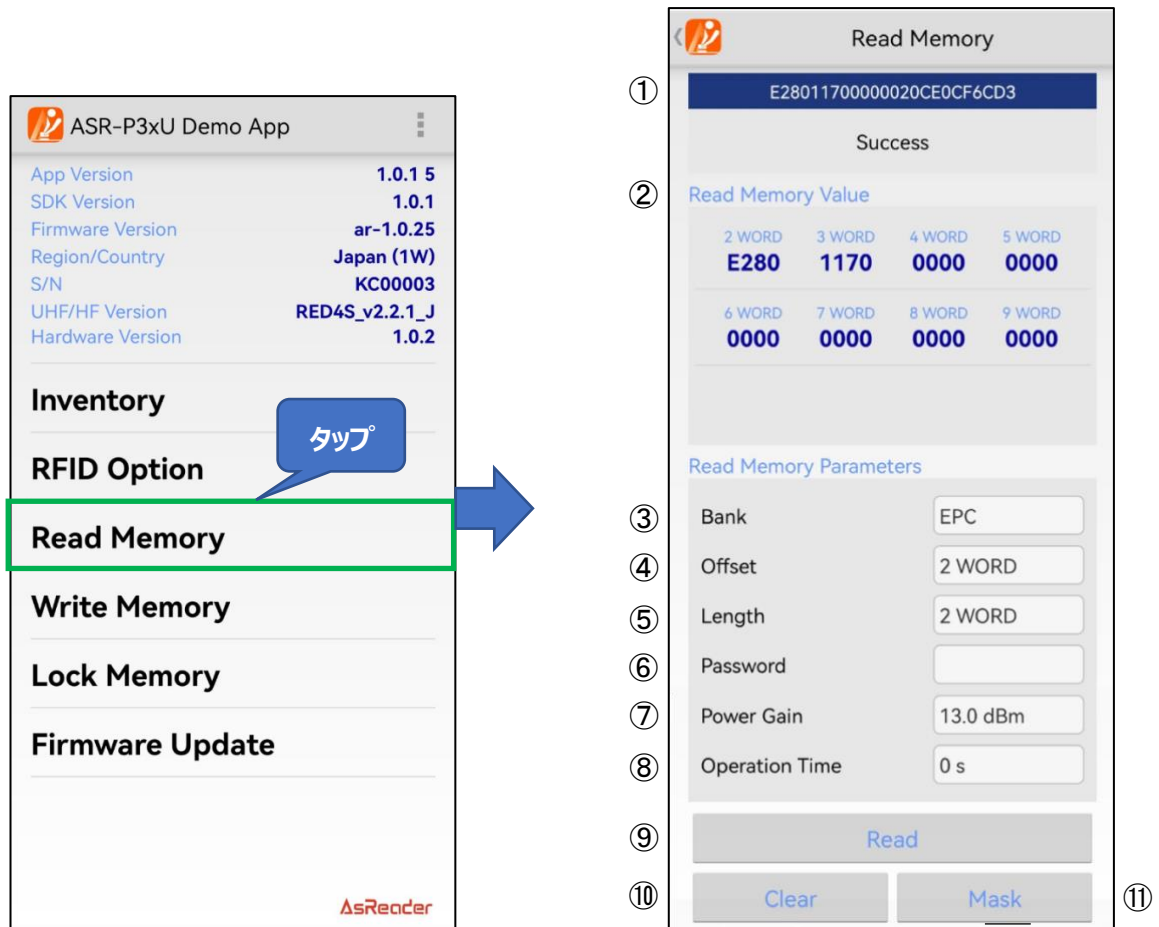 ASR-P3xU Demo App
App Version 1.0.1 5
SDK Version 1.0.1
Firmware Version ar-1.0.25
Region/Country Japan (1W)
S/N KC00003
UHF/HF Version RED4S_v2.2.1_J
Hardware Version 1.0.2
Inventory
タップ
RFID Option
Read Memory
Write Memory
Lock Memory
Firmware Update
AsReader
Read Memory
① E28011700000020CE0CF6CD3
Success
② Read Memory Value
2 WORD 3 WORD 4 WORD 5 WORD
E280 1170 0000 0000
6 WORD 7 WORD 8 WORD 9 WORD
0000 0000 0000 0000
Read Memory Parameters
③ Bank EPC
④ Offset 2 WORD
⑤ Length 2 WORD
⑥ Password
⑦ Power Gain 13.0 dBm
⑧ Operation Time 0 s
⑨ Read
⑩ Clear Mask ⑪